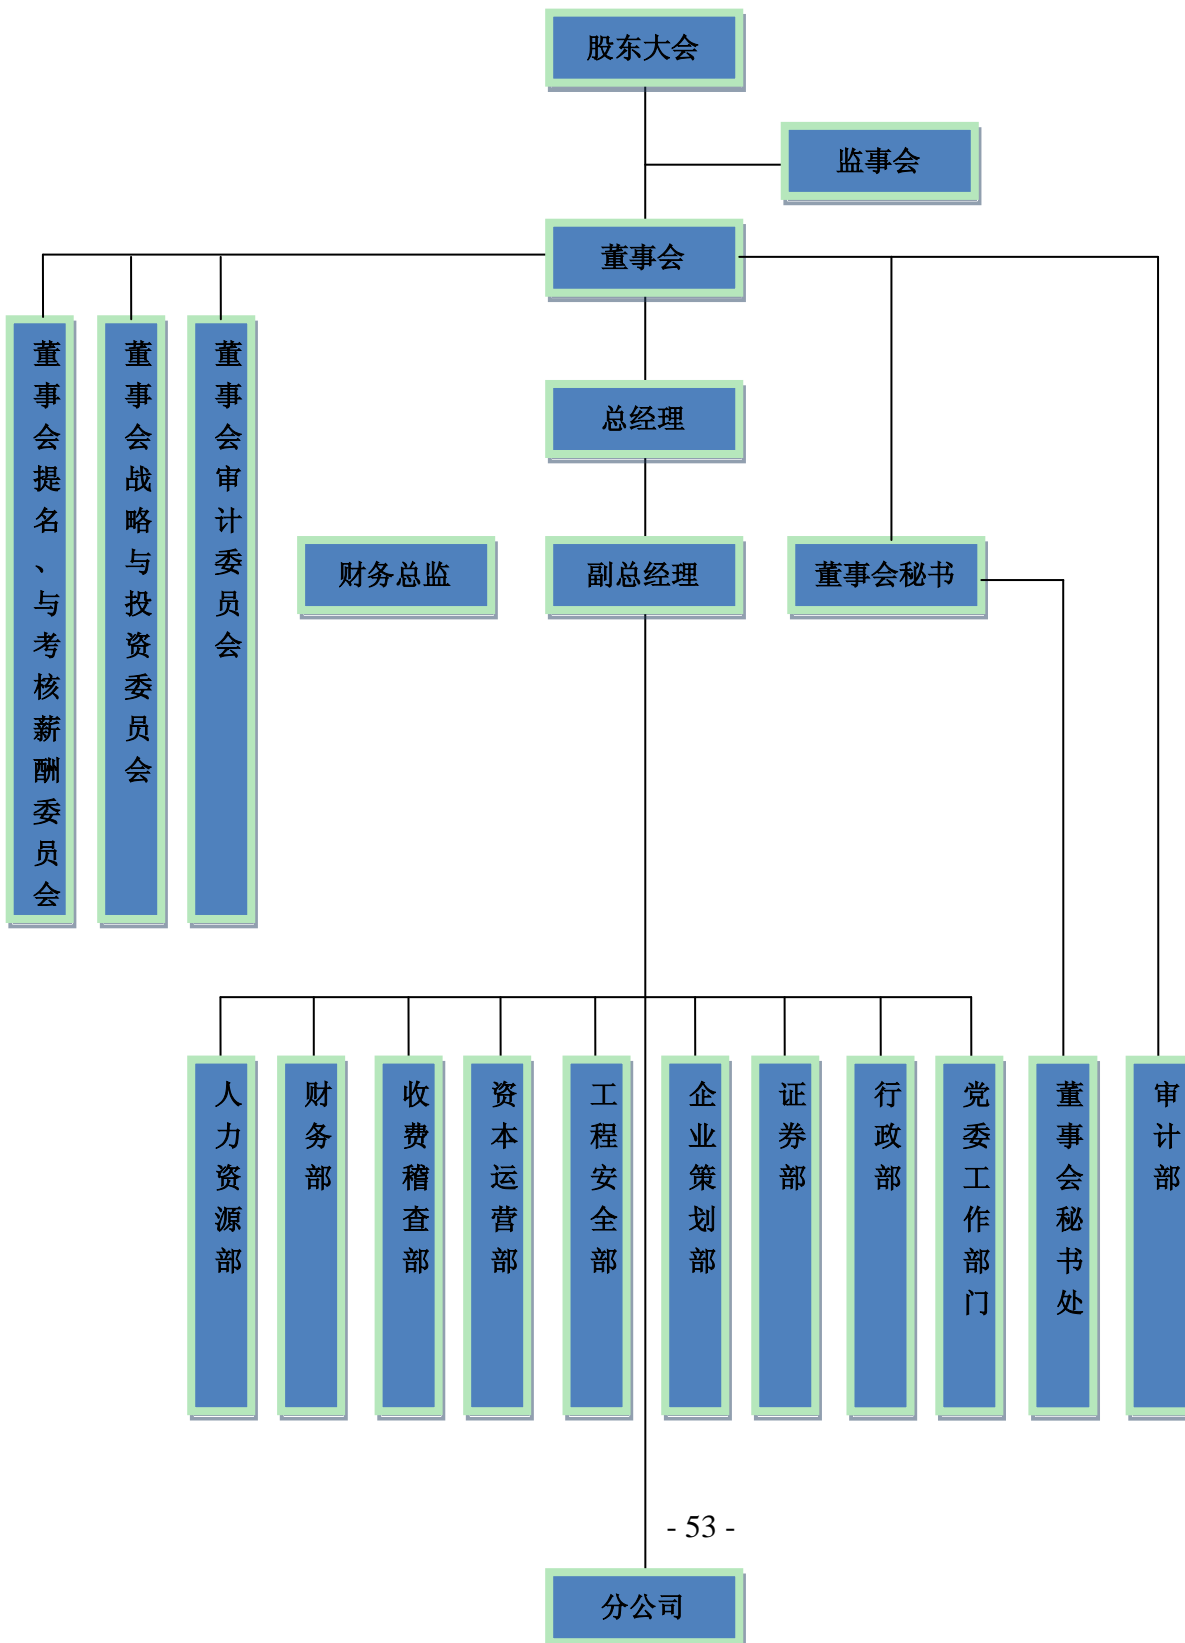 股东大会
监事会
董事会
董事会提名、与考核薪酬委员会
董事会战略与投资委员会
董事会审计委员会
总经理
财务总监
副总经理
董事会秘书
人力资源部
财务部
收费稽查部
资本运营部
工程安全部
企业策划部
证券部
行政部
党委工作部门
董事会秘书处
审计部
- 53 -
分公司